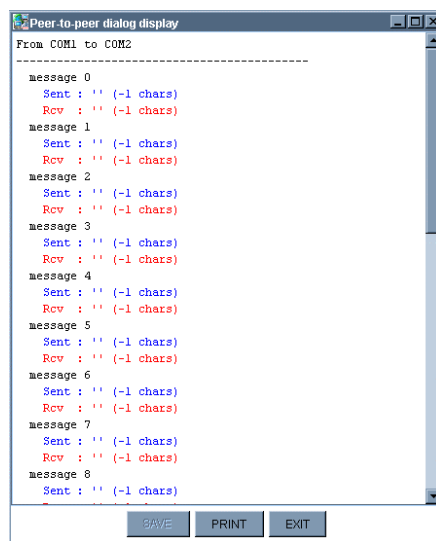 Peer-to-peer dialog display
From COM1 to COM2
---------------------------------------------
message 0
Sent : '' (-1 chars)
Rcv  : '' (-1 chars)
message 1
Sent : '' (-1 chars)
Rcv  : '' (-1 chars)
message 2
Sent : '' (-1 chars)
Rcv  : '' (-1 chars)
message 3
Sent : '' (-1 chars)
Rcv  : '' (-1 chars)
message 4
Sent : '' (-1 chars)
Rcv  : '' (-1 chars)
message 5
Sent : '' (-1 chars)
Rcv  : '' (-1 chars)
message 6
Sent : '' (-1 chars)
Rcv  : '' (-1 chars)
message 7
Sent : '' (-1 chars)
Rcv  : '' (-1 chars)
message 8
Sent : '' (-1 chars)
SAVE PRINT EXIT